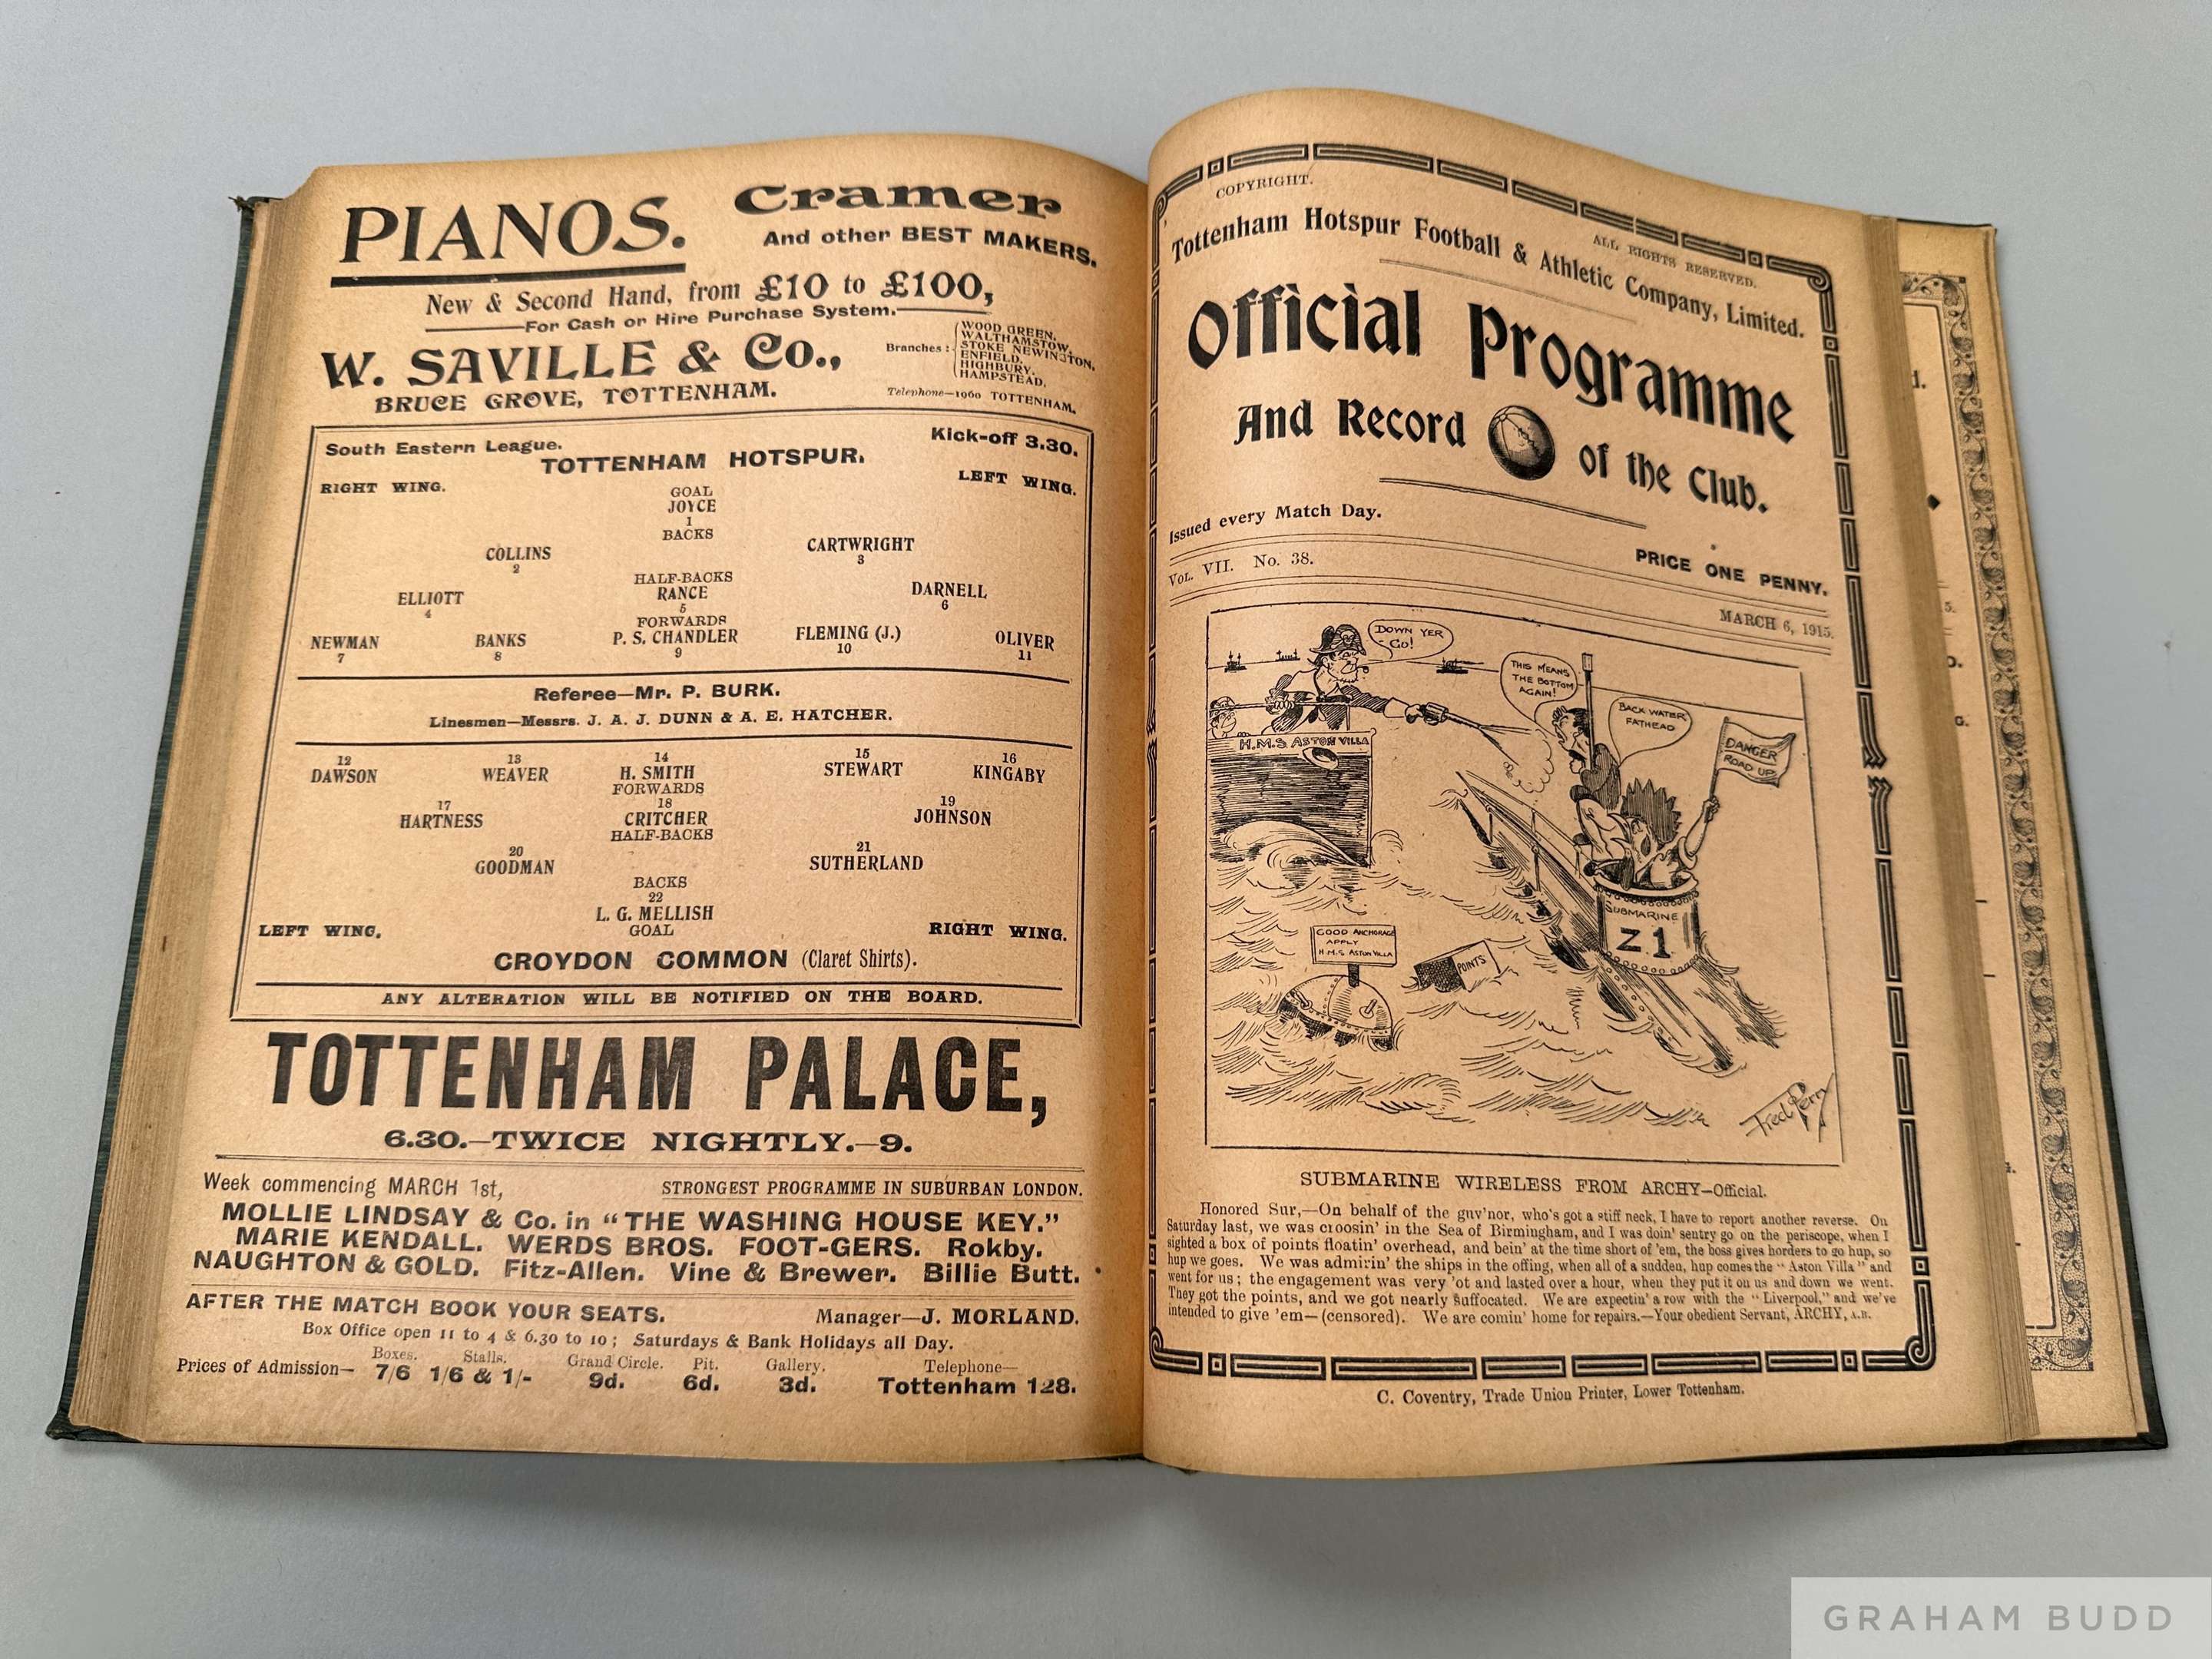 PIANOS. Cramer
And other BEST MAKERS.
New & Second Hand, from £10 to £100,
For Cash or Hire Purchase System.
W. SAVILLE & Co.,
BRUCE GROVE, TOTTENHAM.
Branches: WOOD GREEN, WALTHAMSTOW, STOKE NEWINGTON, ENFIELD, HIGHBURY, HAMPSTEAD.
Telephone—1960 TOTTENHAM.
South Eastern League. Kick-off 3.30.
TOTTENHAM HOTSPUR.
RIGHT WING. LEFT WING.
GOAL
JOYCE
1
BACKS
COLLINS CARTWRIGHT
2 3
HALF-BACKS
ELLIOTT RANCE DARNELL
4 5 6
FORWARDS
NEWMAN BANKS P. S. CHANDLER FLEMING (J.) OLIVER
7 8 9 10 11
Referee—Mr. P. BURK.
Linesmen—Messrs. J. A. J. DUNN & A. E. HATCHER.
12 13 14 15 16
DAWSON WEAVER H. SMITH STEWART KINGABY
FORWARDS
17 18 19
HARTNESS CRITCHER JOHNSON
HALF-BACKS
20 21
GOODMAN SUTHERLAND
BACKS
22
L. G. MELLISH
GOAL
LEFT WING. RIGHT WING.
CROYDON COMMON (Claret Shirts).
ANY ALTERATION WILL BE NOTIFIED ON THE BOARD.
TOTTENHAM PALACE,
6.30.—TWICE NIGHTLY.—9.
Week commencing MARCH 1st, STRONGEST PROGRAMME IN SUBURBAN LONDON.
MOLLIE LINDSAY & Co. in "THE WASHING HOUSE KEY."
MARIE KENDALL. WERDS BROS. FOOT-GERS. Rokby.
NAUGHTON & GOLD. Fitz-Allen. Vine & Brewer. Billie Butt.
AFTER THE MATCH BOOK YOUR SEATS. Manager—J. MORLAND.
Box Office open 11 to 4 & 6.30 to 10; Saturdays & Bank Holidays all Day.
Boxes. Stalls. Grand Circle. Pit. Gallery. Telephone—
Prices of Admission— 7/6 1/6 & 1/- 9d. 6d. 3d. Tottenham 128.
COPYRIGHT. ALL RIGHTS RESERVED.
Tottenham Hotspur Football & Athletic Company, Limited.
Official Programme
And Record of the Club.
Issued every Match Day.
PRICE ONE PENNY.
VOL. VII. No. 38.
MARCH 6, 1915.
DOWN YER
Go!
THIS MEANS
THE BOTTOM
AGAIN!
BACK WATER
FATHEAD
DANGER
ROAD UP
H.M.S. ASTON VILLA
SUBMARINE
Z1
GOOD ANCHORAGE
APPLY
H.M.S. ASTON VILLA
POINTS
Fred Perry
SUBMARINE WIRELESS FROM ARCHY—Official.
Honored Sur,—On behalf of the guv'nor, who's got a stiff neck, I have to report another reverse. On
Saturday last, we was croosin' in the Sea of Birmingham, and I was doin' sentry go on the periscope, when I
sighted a box of points floatin' overhead, and bein' at the time short of 'em, the boss gives horders to go hup, so
hup we goes. We was admirin' the ships in the offing, when all of a sudden, hup comes the "Aston Villa" and
went for us; the engagement was very 'ot and lasted over a hour, when they put it on us and down we went.
They got the points, and we got nearly suffocated. We are expectin' a row with the "Liverpool," and we've
intended to give 'em—(censored). We are comin' home for repairs.—Your obedient Servant, ARCHY, A.B.
C. Coventry, Trade Union Printer, Lower Tottenham.
GRAHAM BUDD